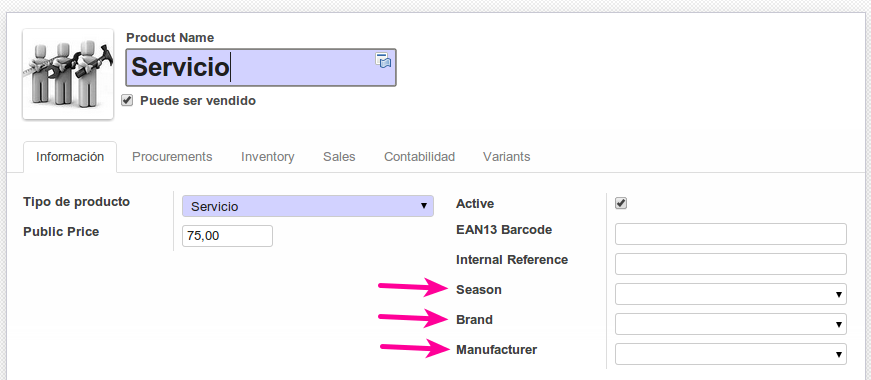 Product Name
Servicio
Puede ser vendido
Información Procurements Inventory Sales Contabilidad Variants
Tipo de producto Servicio
Public Price 75,00
Active
EAN13 Barcode
Internal Reference
Season
Brand
Manufacturer